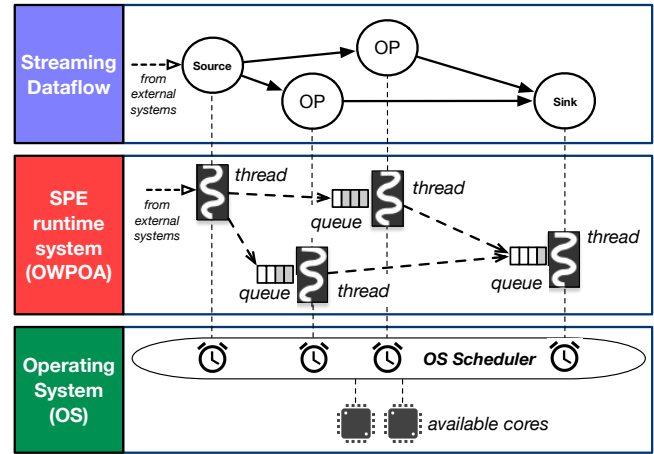 Streaming
Dataflow
from
external
systems
Source
OP
OP
Sink
SPE
runtime
system
(OWPOA)
from
external
systems
thread
queue
thread
queue
thread
queue
thread
Operating
System
(OS)
OS Scheduler
available cores